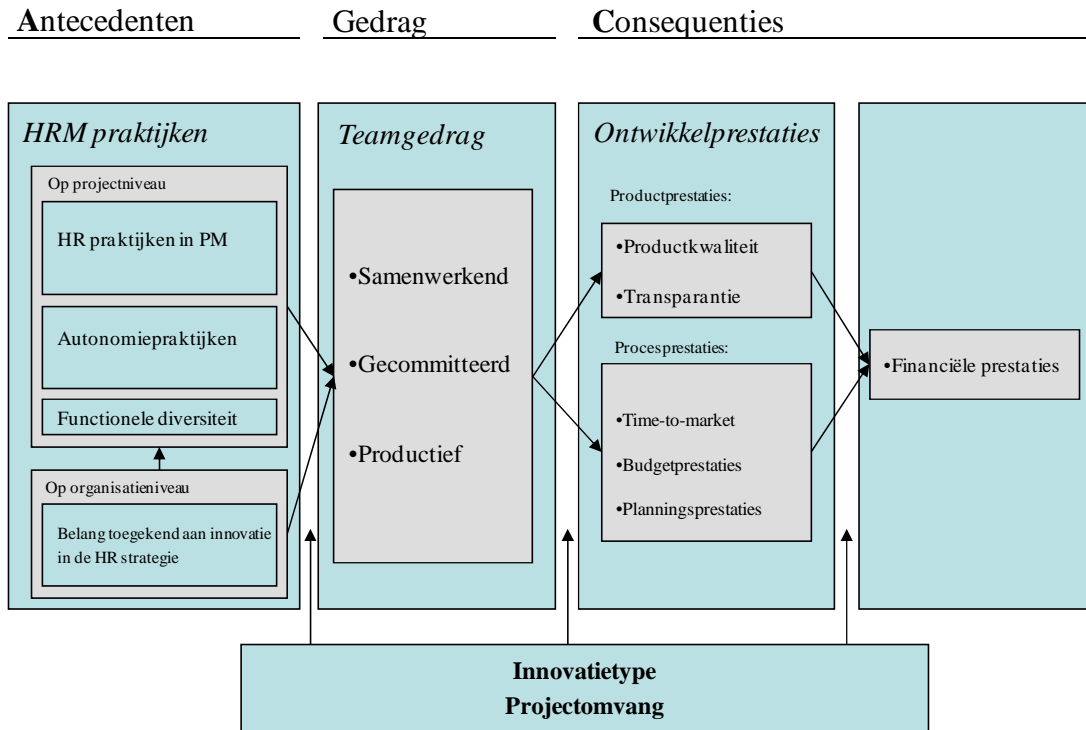 Antecedenten
Gedrag
Consequenties
HRM praktijken
Op projectniveau
HR praktijken in PM
Autonomiepraktijken
Functionele diversiteit
Op organisatieniveau
Belang toegekend aan innovatie
in de HR strategie
Teamgedrag
•Samenwerkend
•Gecommitteerd
•Productief
Ontwikkelprestaties
Productprestaties:
•Productkwaliteit
•Transparantie
Procesprestaties:
•Time-to-market
•Budgetprestaties
•Planningsprestaties
•Financiële prestaties
Innovatietype
Projectomvang